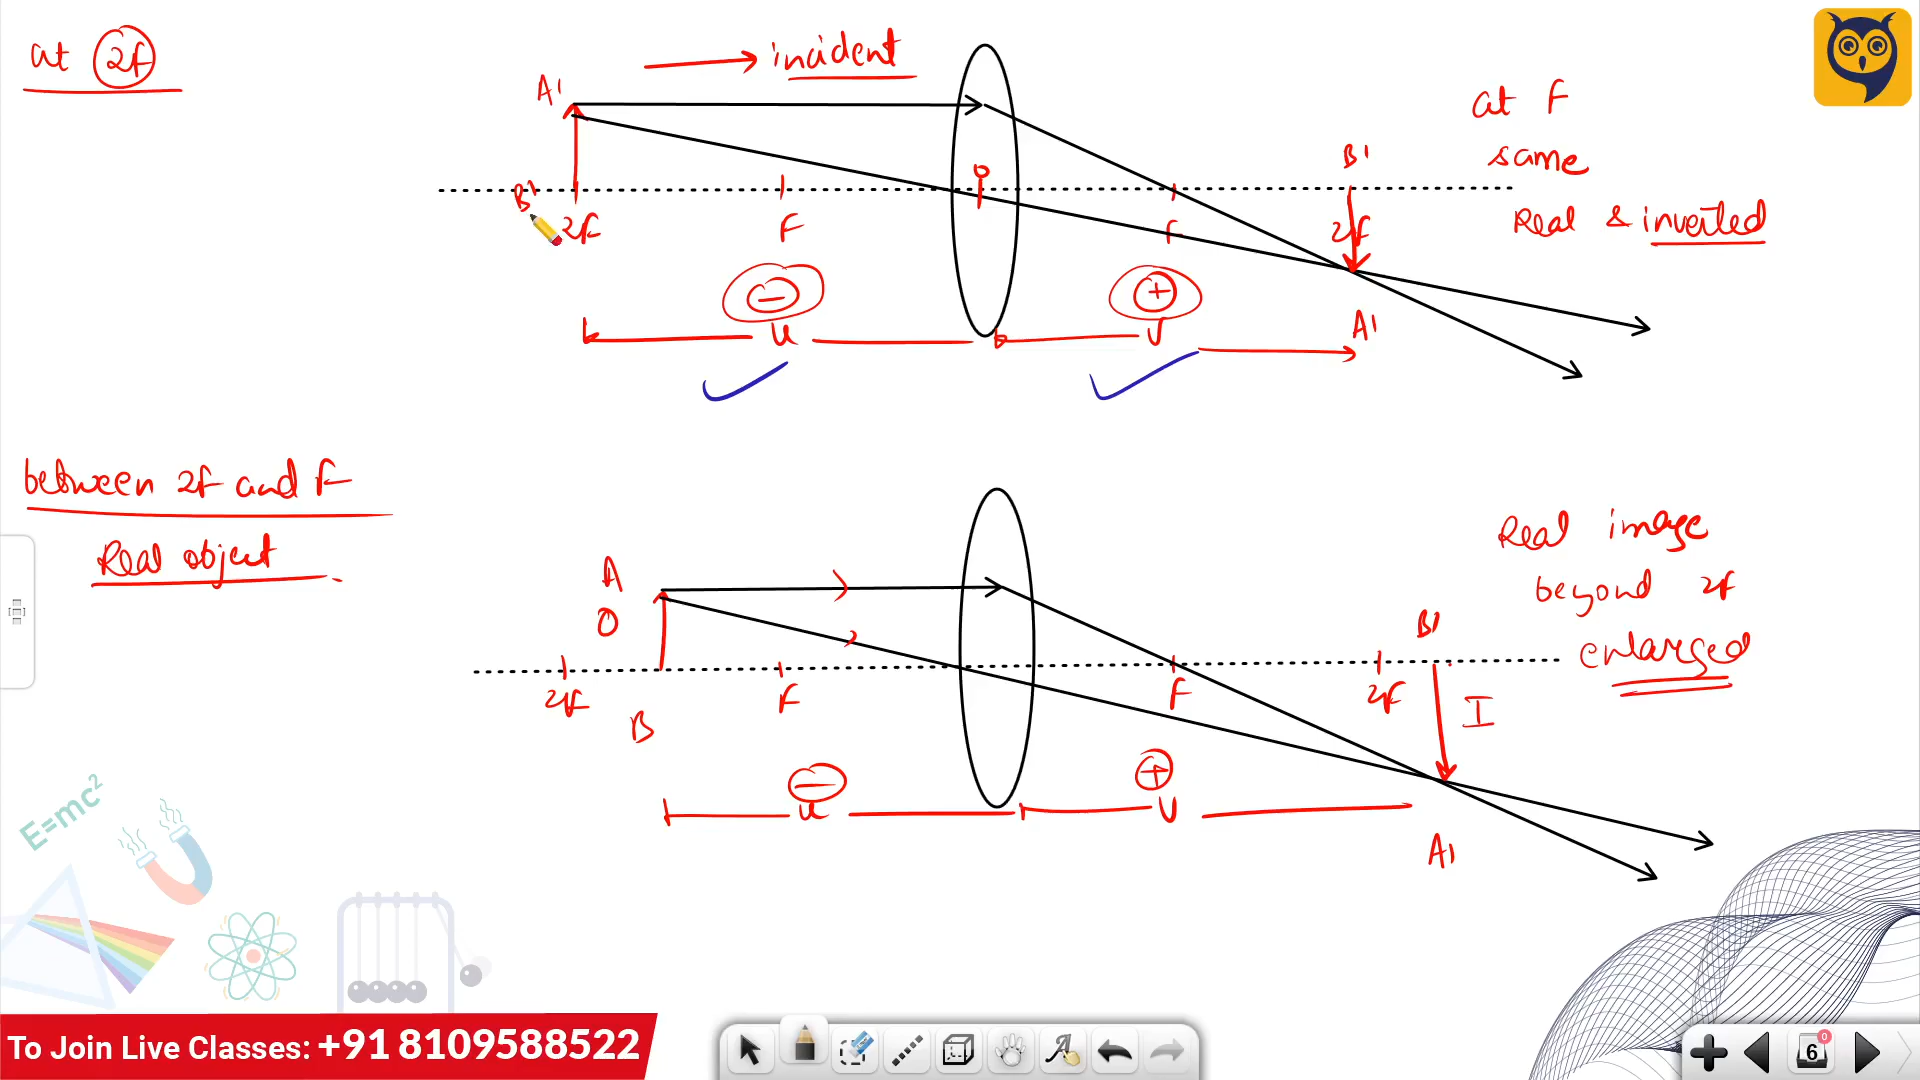 at 2f
incident
A'
at F
same
Real & inverted
O
B'
B'
2F
F
F
2F
−
+
u
v
A'
between 2f and F
Real object
Real image
beyond 2f
enlarged
A
O
B'
2F
F
F
2F
I
B
−
+
u
v
A'
E=mc²
To Join Live Classes: +91 8109588522
6
0